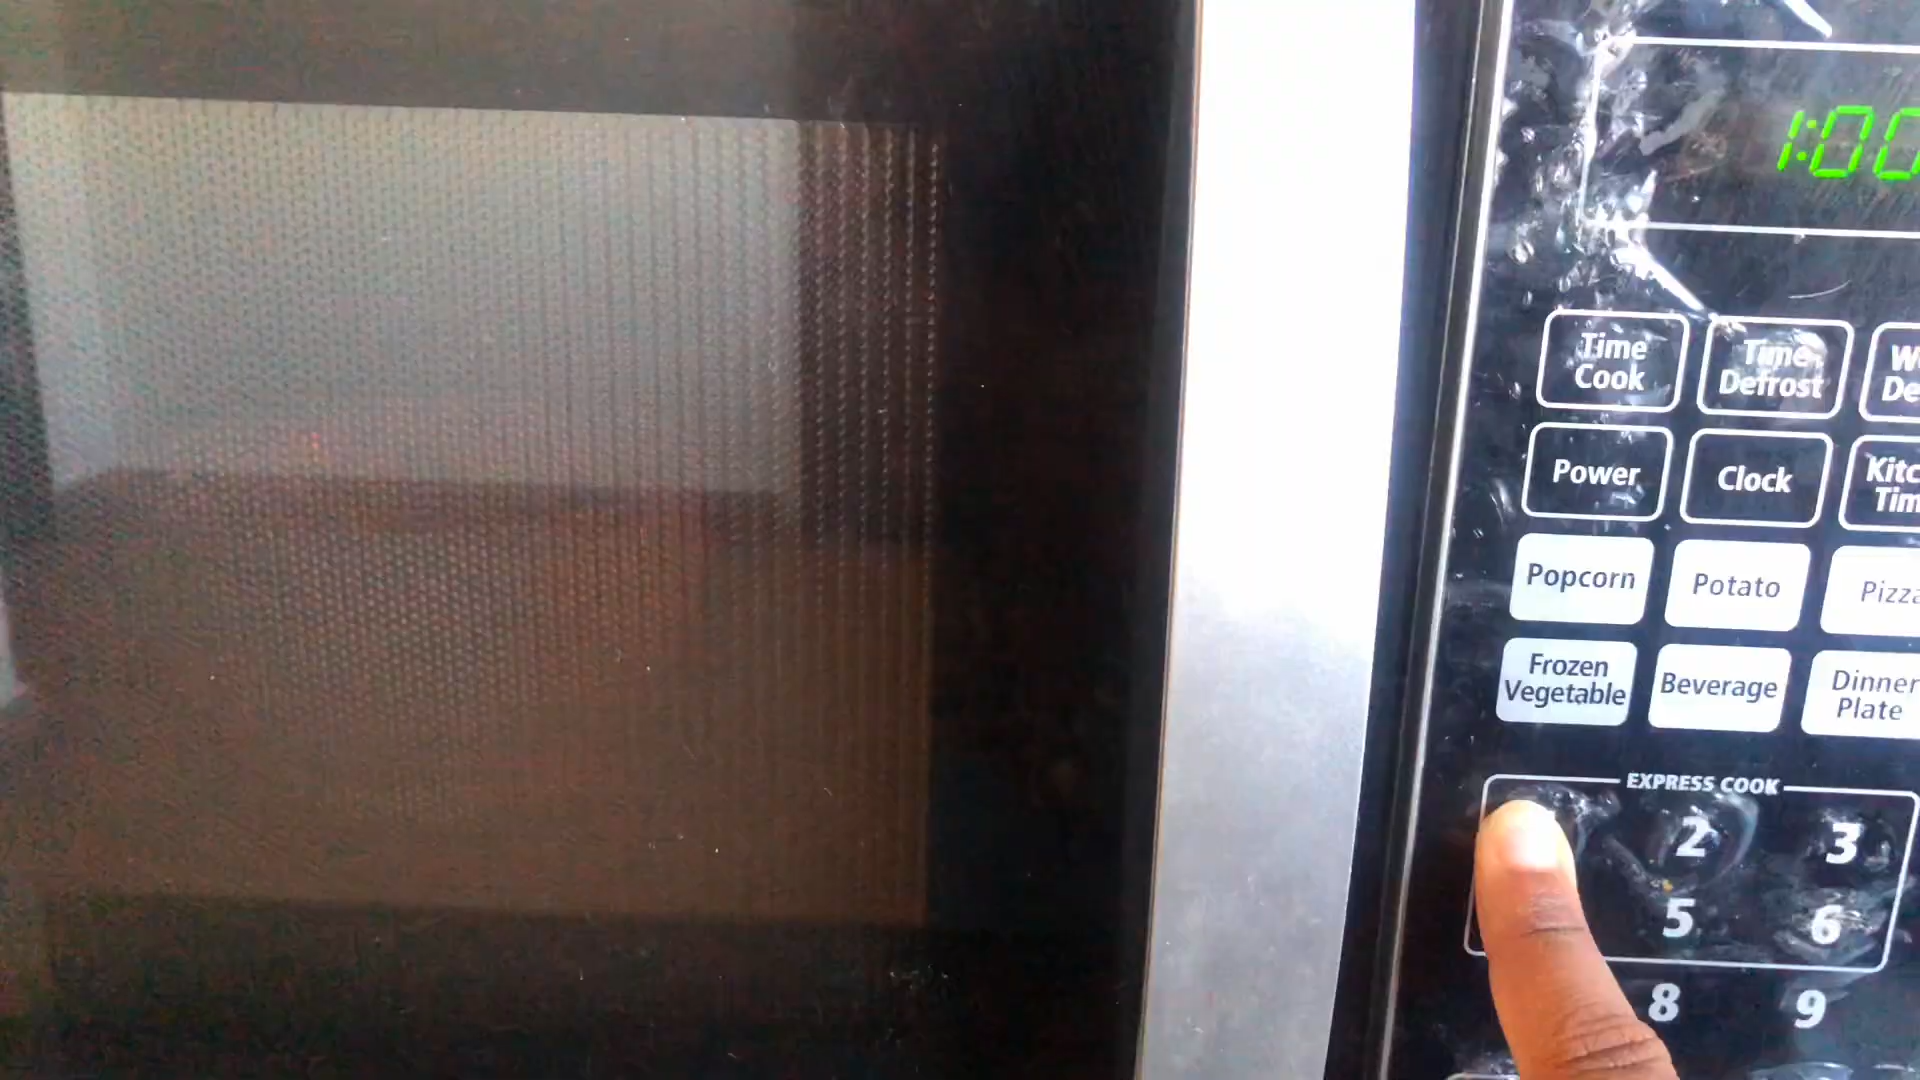 1:00
Time
Cook
Time
Defrost
Power
Clock
Popcorn
Potato
Pizza
Frozen
Vegetable
Beverage
Dinner
Plate
EXPRESS COOK
2
3
5
6
8
9